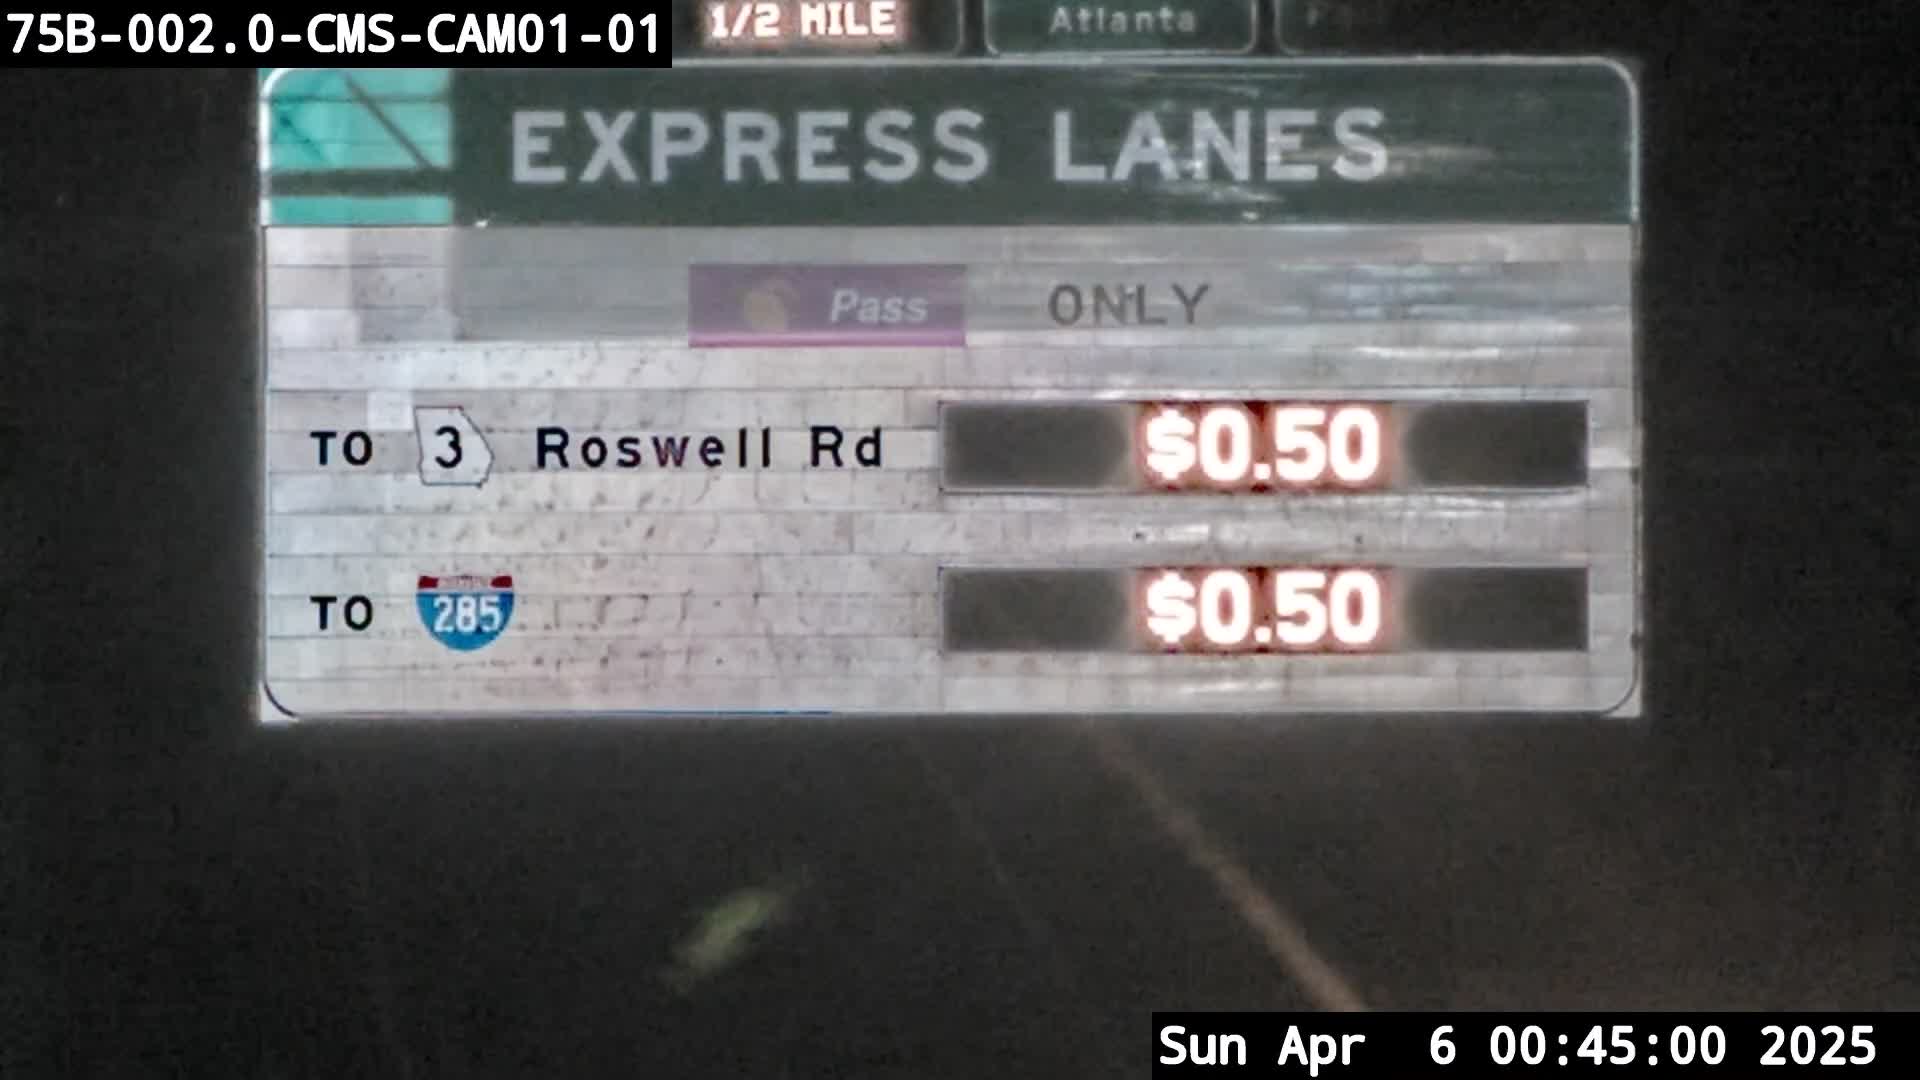 75B-002.0-CMS-CAM01-01
1/2 MILE
Atlanta
EXPRESS LANES
Pass ONLY
TO 3 Roswell Rd $0.50
TO 285 $0.50
Sun Apr 6 00:45:00 2025